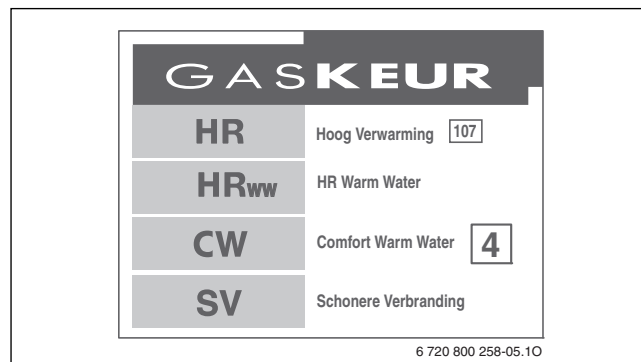 GASKEUR
HR Hoog Verwarming 107
HRww HR Warm Water
CW Comfort Warm Water 4
SV Schonere Verbranding
6 720 800 258-05.1O